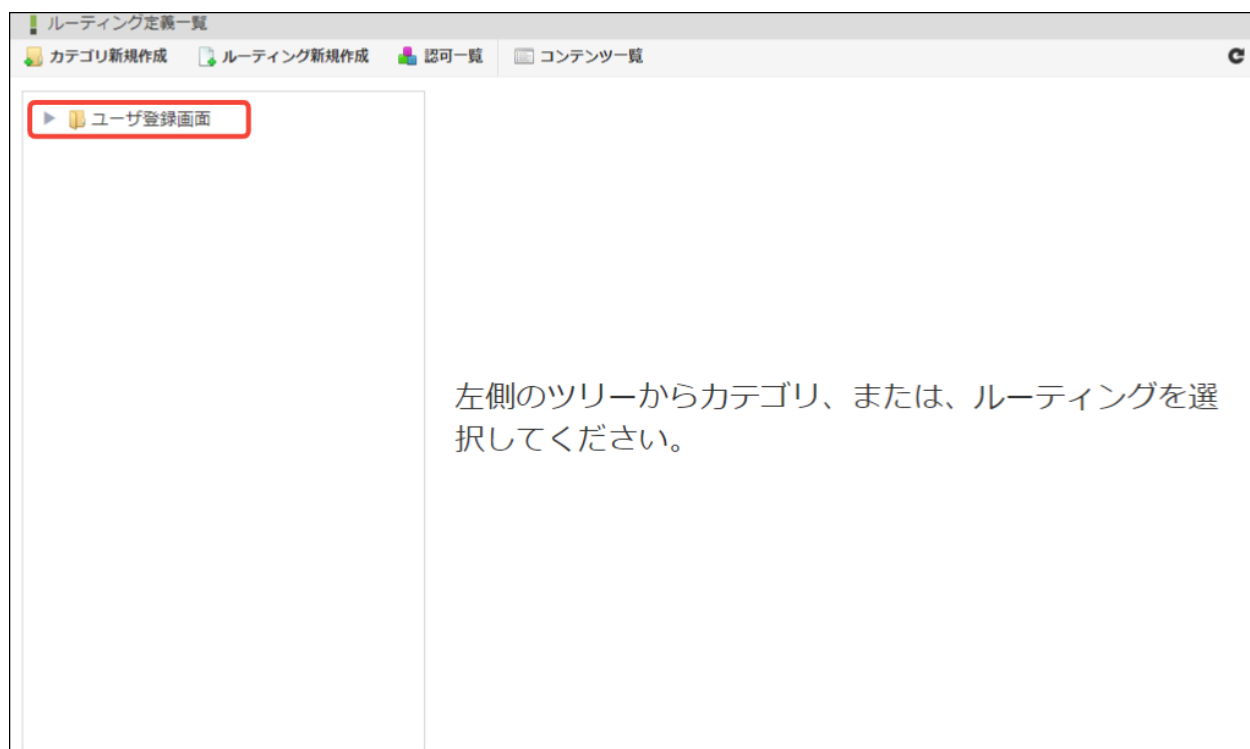 ルーティング定義一覧
カテゴリ新規作成 ルーティング新規作成 認可一覧 コンテンツ一覧
ユーザ登録画面
左側のツリーからカテゴリ、または、ルーティングを選
択してください。